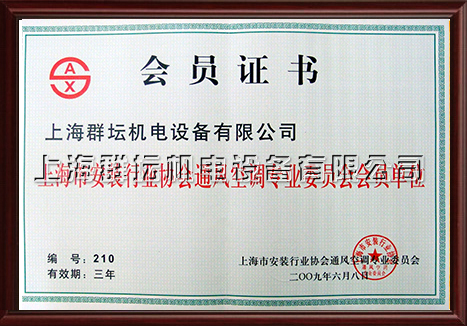 SAX
会员证书
上海群坛机电设备有限公司
上海群坛机电设备有限公司
上海市安装行业协会通风空调专业委员会会员单位
编 号：210
有效期：三年
上海市安装行业协会通风空调专业委员会
二〇〇九年六月八日